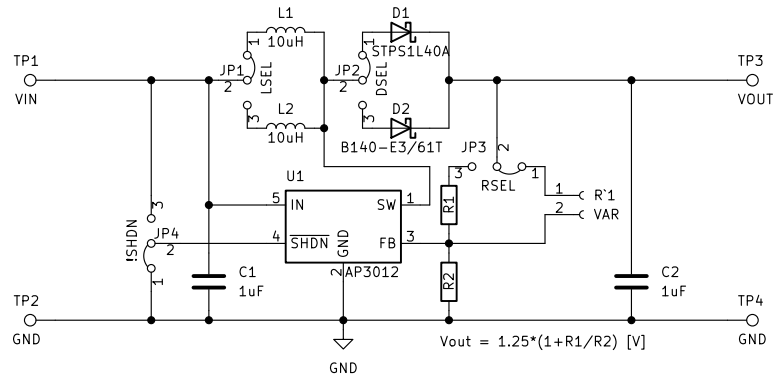 L1
10uH
D1
STPS1L40A
TP1
VIN
JP1
1
2
3
LSEL
JP2
1
2
3
DSEL
TP3
VOUT
L2
10uH
D2
B140-E3/61T
JP3
3
2
1
RSEL
1
2
R'1
VAR
U1
5
IN
SW
1
4
SHDN
GND
FB
3
2
AP3012
R1
R2
!SHDN
JP4
3
2
1
C1
1uF
C2
1uF
TP2
GND
TP4
GND
GND
Vout = 1.25*(1+R1/R2) [V]